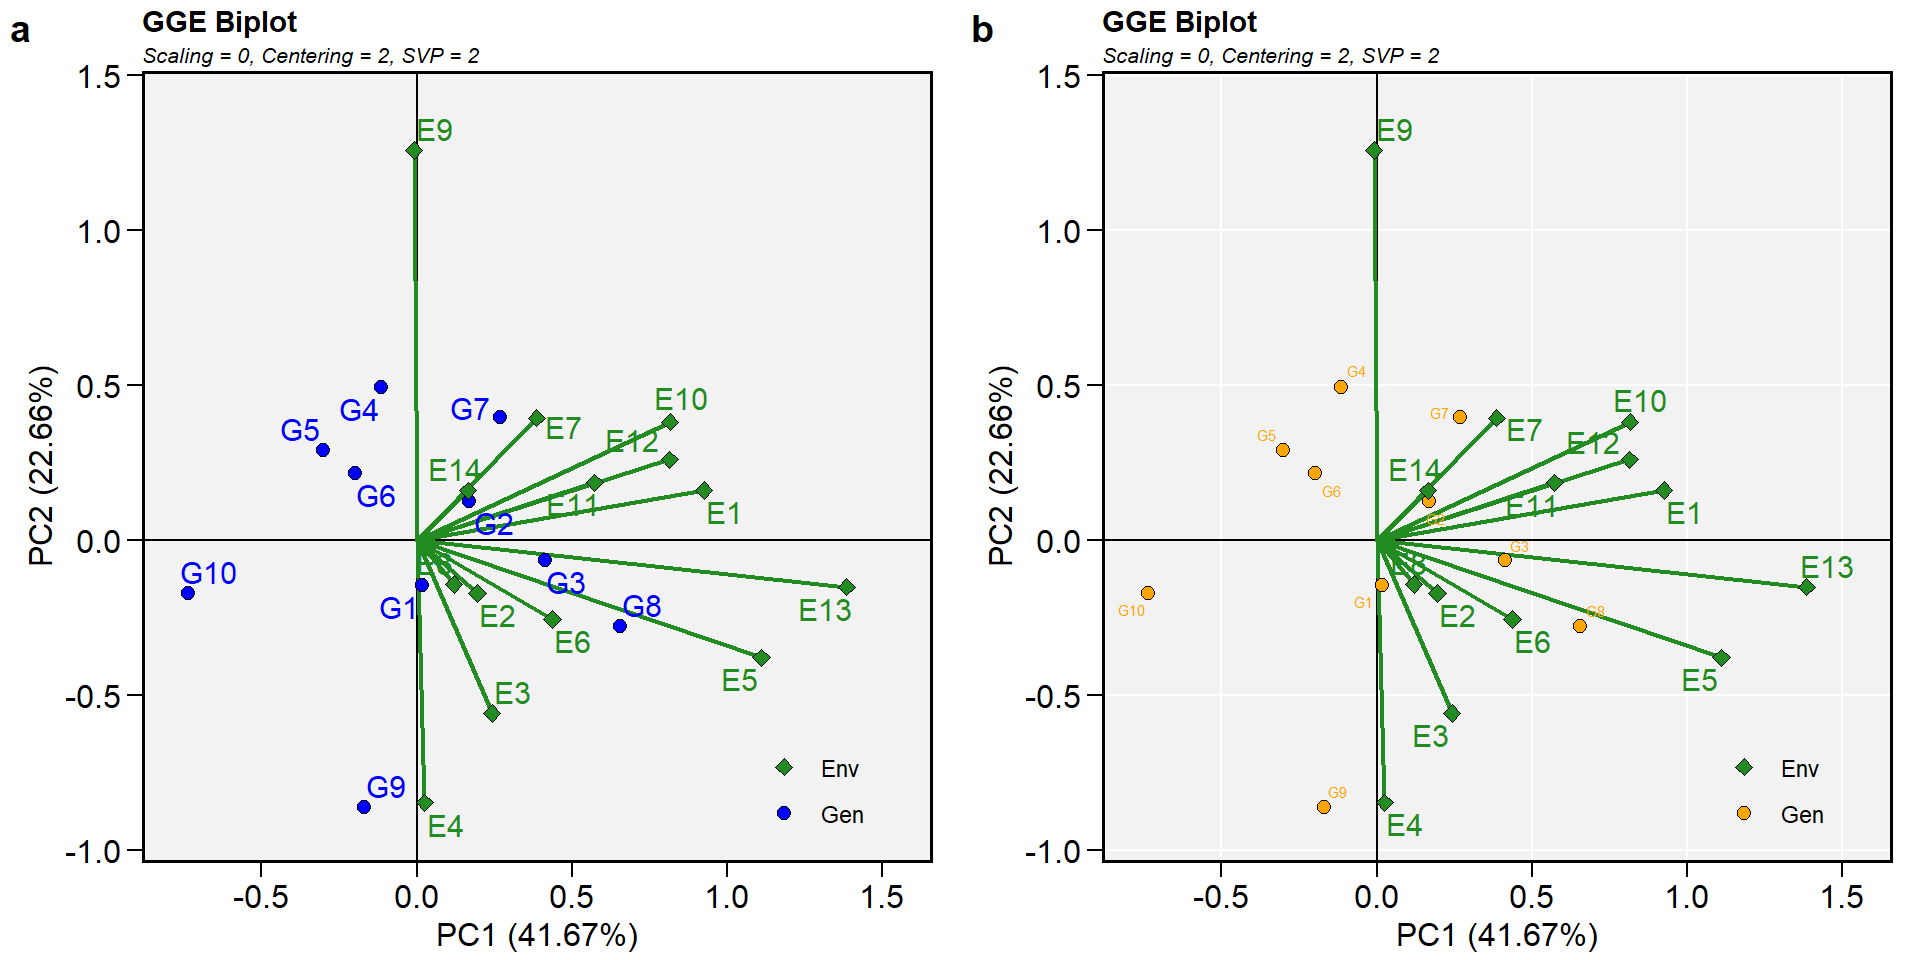 a
GGE Biplot
Scaling = 0, Centering = 2, SVP = 2
1.5
1.0
0.5
0.0
-0.5
-1.0
PC2 (22.66%)
E9
G4
G5
G6
G7
E7
E10
E12
E14
E11
G2
E1
G10
G1
E2
G3
G8
E6
E13
E5
E3
G9
E4
Env
Gen
-0.5
0.0
0.5
1.0
1.5
PC1 (41.67%)
b
GGE Biplot
Scaling = 0, Centering = 2, SVP = 2
1.5
1.0
0.5
0.0
-0.5
-1.0
PC2 (22.66%)
E9
G4
G7
G5
G6
E7
E10
E12
E14
E11
G2
E1
G3
E8
E13
G10
G1
E2
G8
E6
E5
E3
G9
E4
Env
Gen
-0.5
0.0
0.5
1.0
1.5
PC1 (41.67%)